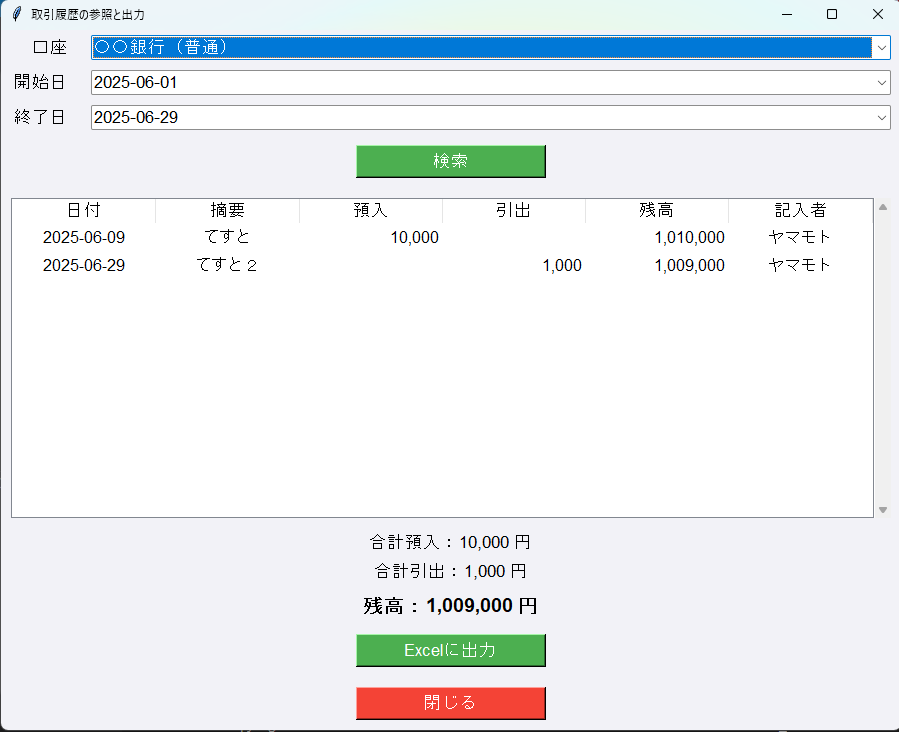 取引履歴の参照と出力
口座 〇〇銀行（普通）
開始日 2025-06-01
終了日 2025-06-29
検索
日付 摘要 預入 引出 残高 記入者
2025-06-09 てすと 10,000 1,010,000 ヤマモト
2025-06-29 てすと２ 1,000 1,009,000 ヤマモト
合計預入：10,000 円
合計引出：1,000 円
残高：1,009,000 円
Excelに出力
閉じる